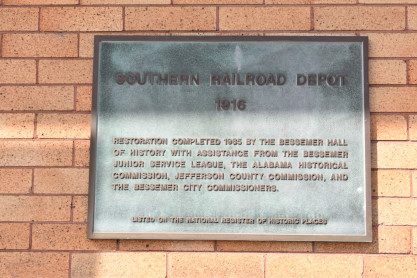 SOUTHERN RAILROAD DEPOT
1916
RESTORATION COMPLETED 1985 BY THE BESSEMER HALL
OF HISTORY WITH ASSISTANCE FROM THE BESSEMER
JUNIOR SERVICE LEAGUE, THE ALABAMA HISTORICAL
COMMISSION, JEFFERSON COUNTY COMMISSION, AND
THE BESSEMER CITY COMMISSIONERS.
LISTED ON THE NATIONAL REGISTER OF HISTORIC PLACES